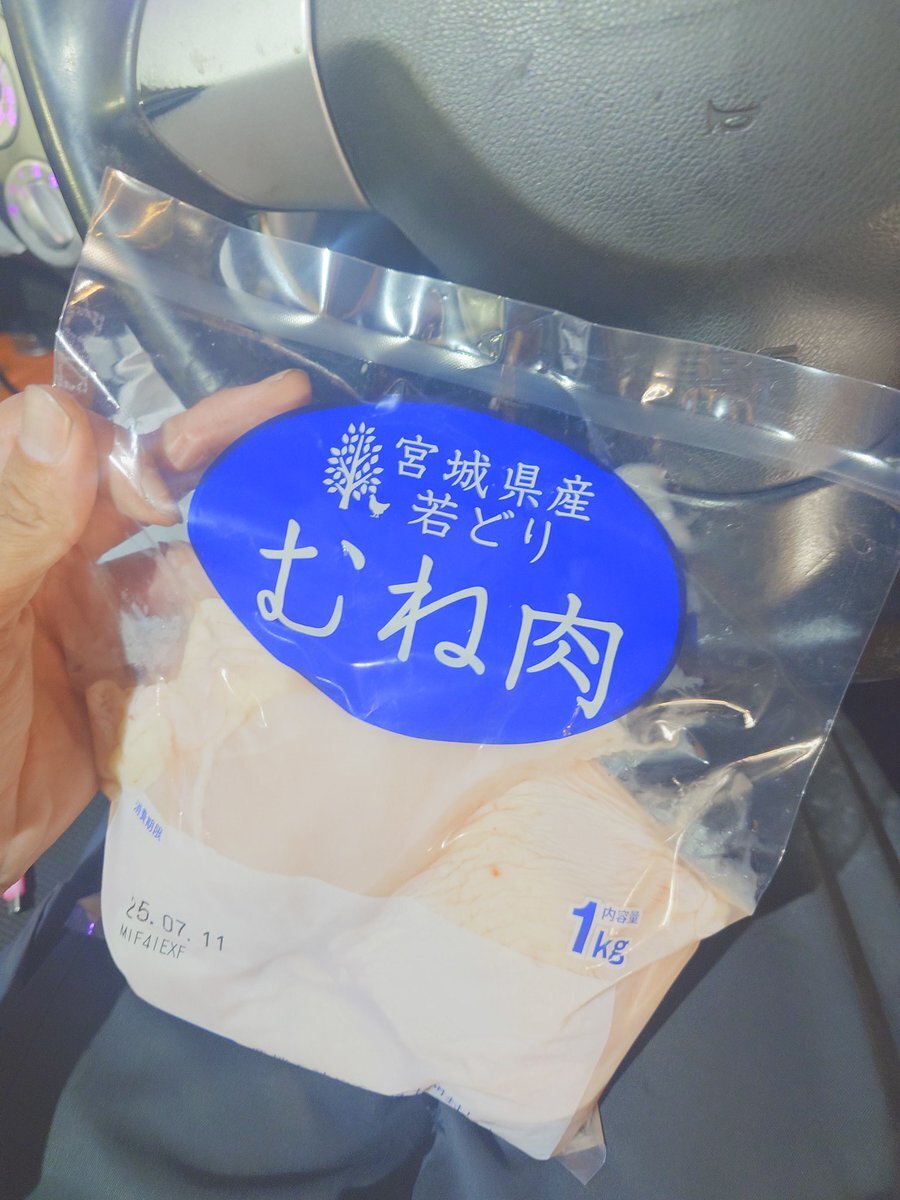 宮城県産
若どり
むね肉
消費期限
25.07.11
M1F41EXF
内容量
1kg